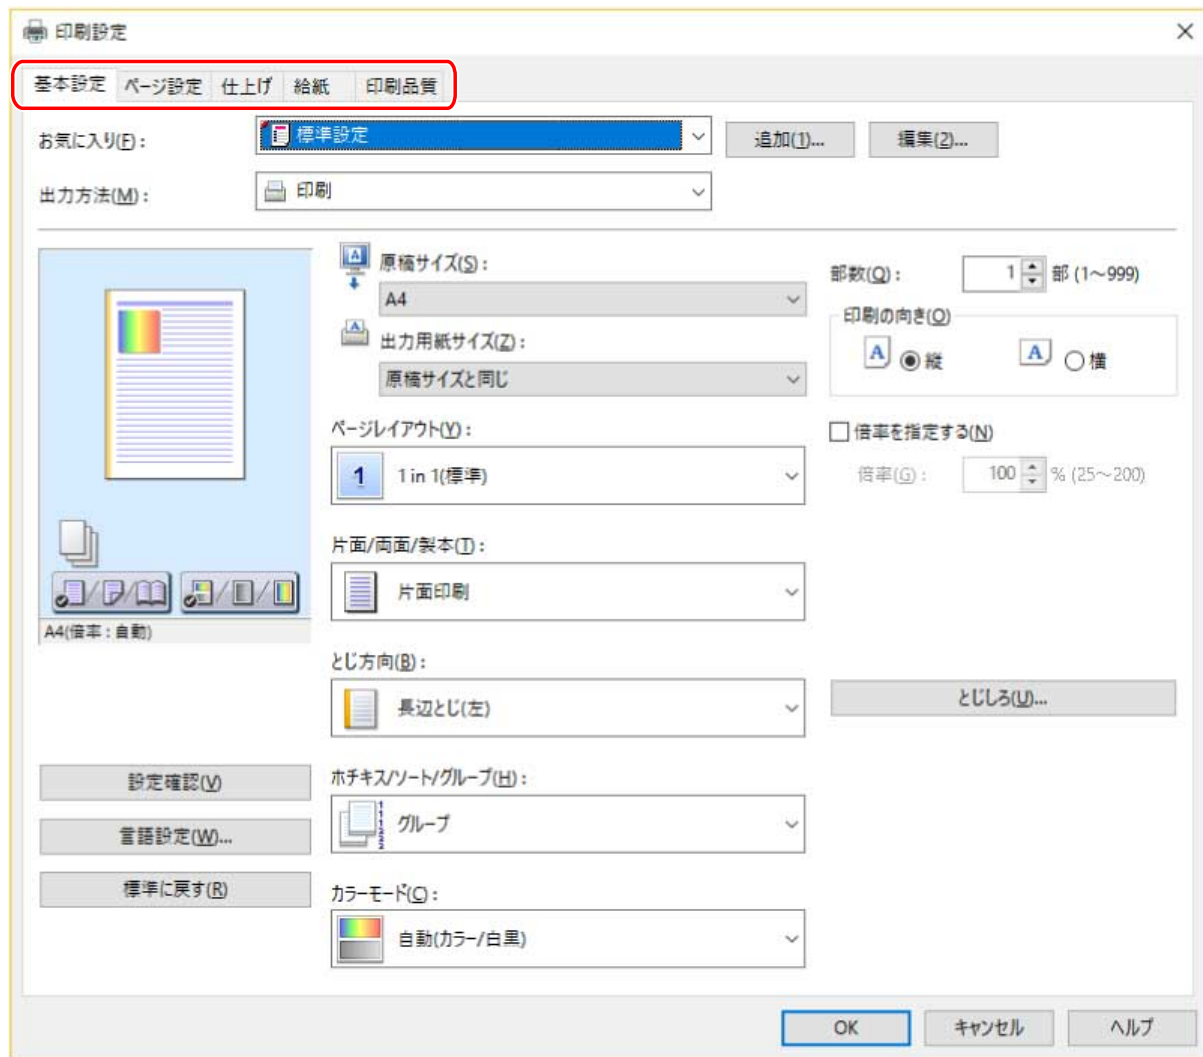 印刷設定
基本設定 ページ設定 仕上げ 給紙 印刷品質
お気に入り(F): 標準設定 追加(1)... 編集(2)...
出力方法(M): 印刷
原稿サイズ(S):
A4
出力用紙サイズ(Z):
原稿サイズと同じ
部数(Q): 1 部 (1~999)
印刷の向き(O)
A 縦 A 横
ページレイアウト(Y):
1 1 in 1(標準)
倍率を指定する(N)
倍率(G): 100 % (25~200)
片面/両面/製本(T):
片面印刷
A4(倍率:自動)
とじ方向(B):
長辺とじ(左)
とじしろ(U)...
設定確認(V)
言語設定(W)...
標準に戻す(R)
ホチキス/ソート/グループ(H):
グループ
カラーモード(C):
自動(カラー/白黒)
OK キャンセル ヘルプ